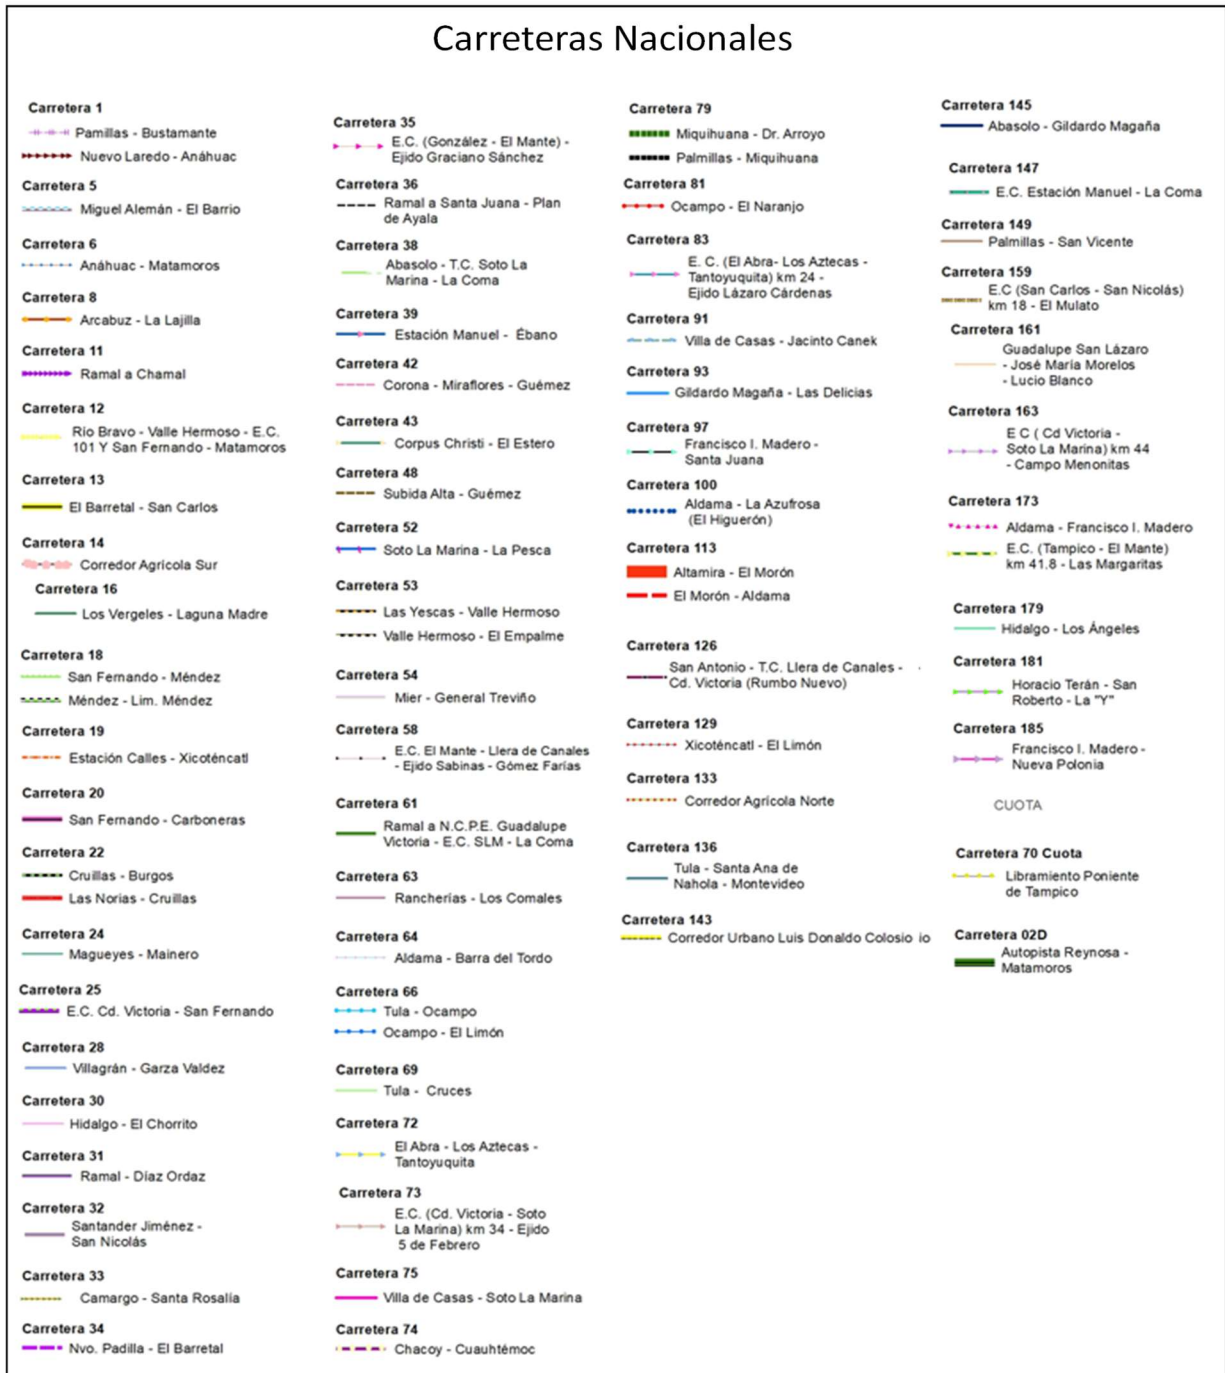 Carreteras Nacionales
Carretera 1
Pamillas - Bustamante
Nuevo Laredo - Anáhuac
Carretera 5
Miguel Alemán - El Barrio
Carretera 6
Anáhuac - Matamoros
Carretera 8
Arcabuz - La Lajilla
Carretera 11
Ramal a Chamal
Carretera 12
Río Bravo - Valle Hermoso - E.C.
101 Y San Fernando - Matamoros
Carretera 13
El Barretal - San Carlos
Carretera 14
Corredor Agrícola Sur
Carretera 16
Los Vergeles - Laguna Madre
Carretera 18
San Fernando - Méndez
Méndez - Lim. Méndez
Carretera 19
Estación Calles - Xicoténcatl
Carretera 20
San Fernando - Carboneras
Carretera 22
Cruillas - Burgos
Las Norias - Cruillas
Carretera 24
Magueyes - Mainero
Carretera 25
E.C. Cd. Victoria - San Fernando
Carretera 28
Villagrán - Garza Valdez
Carretera 30
Hidalgo - El Chorrito
Carretera 31
Ramal - Díaz Ordaz
Carretera 32
Santander Jiménez -
San Nicolás
Carretera 33
Camargo - Santa Rosalía
Carretera 34
Nvo. Padilla - El Barretal
Carretera 35
E.C. (González - El Mante) -
Ejido Graciano Sánchez
Carretera 36
Ramal a Santa Juana - Plan
de Ayala
Carretera 38
Abasolo - T.C. Soto La
Marina - La Coma
Carretera 39
Estación Manuel - Ébano
Carretera 42
Corona - Miraflores - Guémez
Carretera 43
Corpus Christi - El Estero
Carretera 48
Subida Alta - Guémez
Carretera 52
Soto La Marina - La Pesca
Carretera 53
Las Yescas - Valle Hermoso
Valle Hermoso - El Empalme
Carretera 54
Mier - General Treviño
Carretera 58
E.C. El Mante - Llera de Canales
- Ejido Sabinas - Gómez Farías
Carretera 61
Ramal a N.C.P.E. Guadalupe
Victoria - E.C. SLM - La Coma
Carretera 63
Rancherías - Los Comales
Carretera 64
Aldama - Barra del Tordo
Carretera 66
Tula - Ocampo
Ocampo - El Limón
Carretera 69
Tula - Cruces
Carretera 72
El Abra - Los Aztecas -
Tantoyuquita
Carretera 73
E.C. (Cd. Victoria - Soto
La Marina) km 34 - Ejido
5 de Febrero
Carretera 75
Villa de Casas - Soto La Marina
Carretera 74
Chacoy - Cuauhtémoc
Carretera 79
Miquihuana - Dr. Arroyo
Palmillas - Miquihuana
Carretera 81
Ocampo - El Naranjo
Carretera 83
E. C. (El Abra- Los Aztecas -
Tantoyuquita) km 24 -
Ejido Lázaro Cárdenas
Carretera 91
Villa de Casas - Jacinto Canek
Carretera 93
Gildardo Magaña - Las Delicias
Carretera 97
Francisco I. Madero -
Santa Juana
Carretera 100
Aldama - La Azufrosa
(El Higuerón)
Carretera 113
Altamira - El Morón
El Morón - Aldama
Carretera 126
San Antonio - T.C. Llera de Canales -
Cd. Victoria (Rumbo Nuevo)
Carretera 129
Xicoténcatl - El Limón
Carretera 133
Corredor Agrícola Norte
Carretera 136
Tula - Santa Ana de
Nahola - Montevideo
Carretera 143
Corredor Urbano Luis Donaldo Colosio io
Carretera 145
Abasolo - Gildardo Magaña
Carretera 147
E.C. Estación Manuel - La Coma
Carretera 149
Palmillas - San Vicente
Carretera 159
E.C (San Carlos - San Nicolás)
km 18 - El Mulato
Carretera 161
Guadalupe San Lázaro
- José María Morelos
- Lucio Blanco
Carretera 163
E C ( Cd Victoria -
Soto La Marina) km 44
- Campo Menonitas
Carretera 173
Aldama - Francisco I. Madero
E.C. (Tampico - El Mante)
km 41.8 - Las Margaritas
Carretera 179
Hidalgo - Los Ángeles
Carretera 181
Horacio Terán - San
Roberto - La "Y"
Carretera 185
Francisco I. Madero -
Nueva Polonia
CUOTA
Carretera 70 Cuota
Libramiento Poniente
de Tampico
Carretera 02D
Autopista Reynosa -
Matamoros